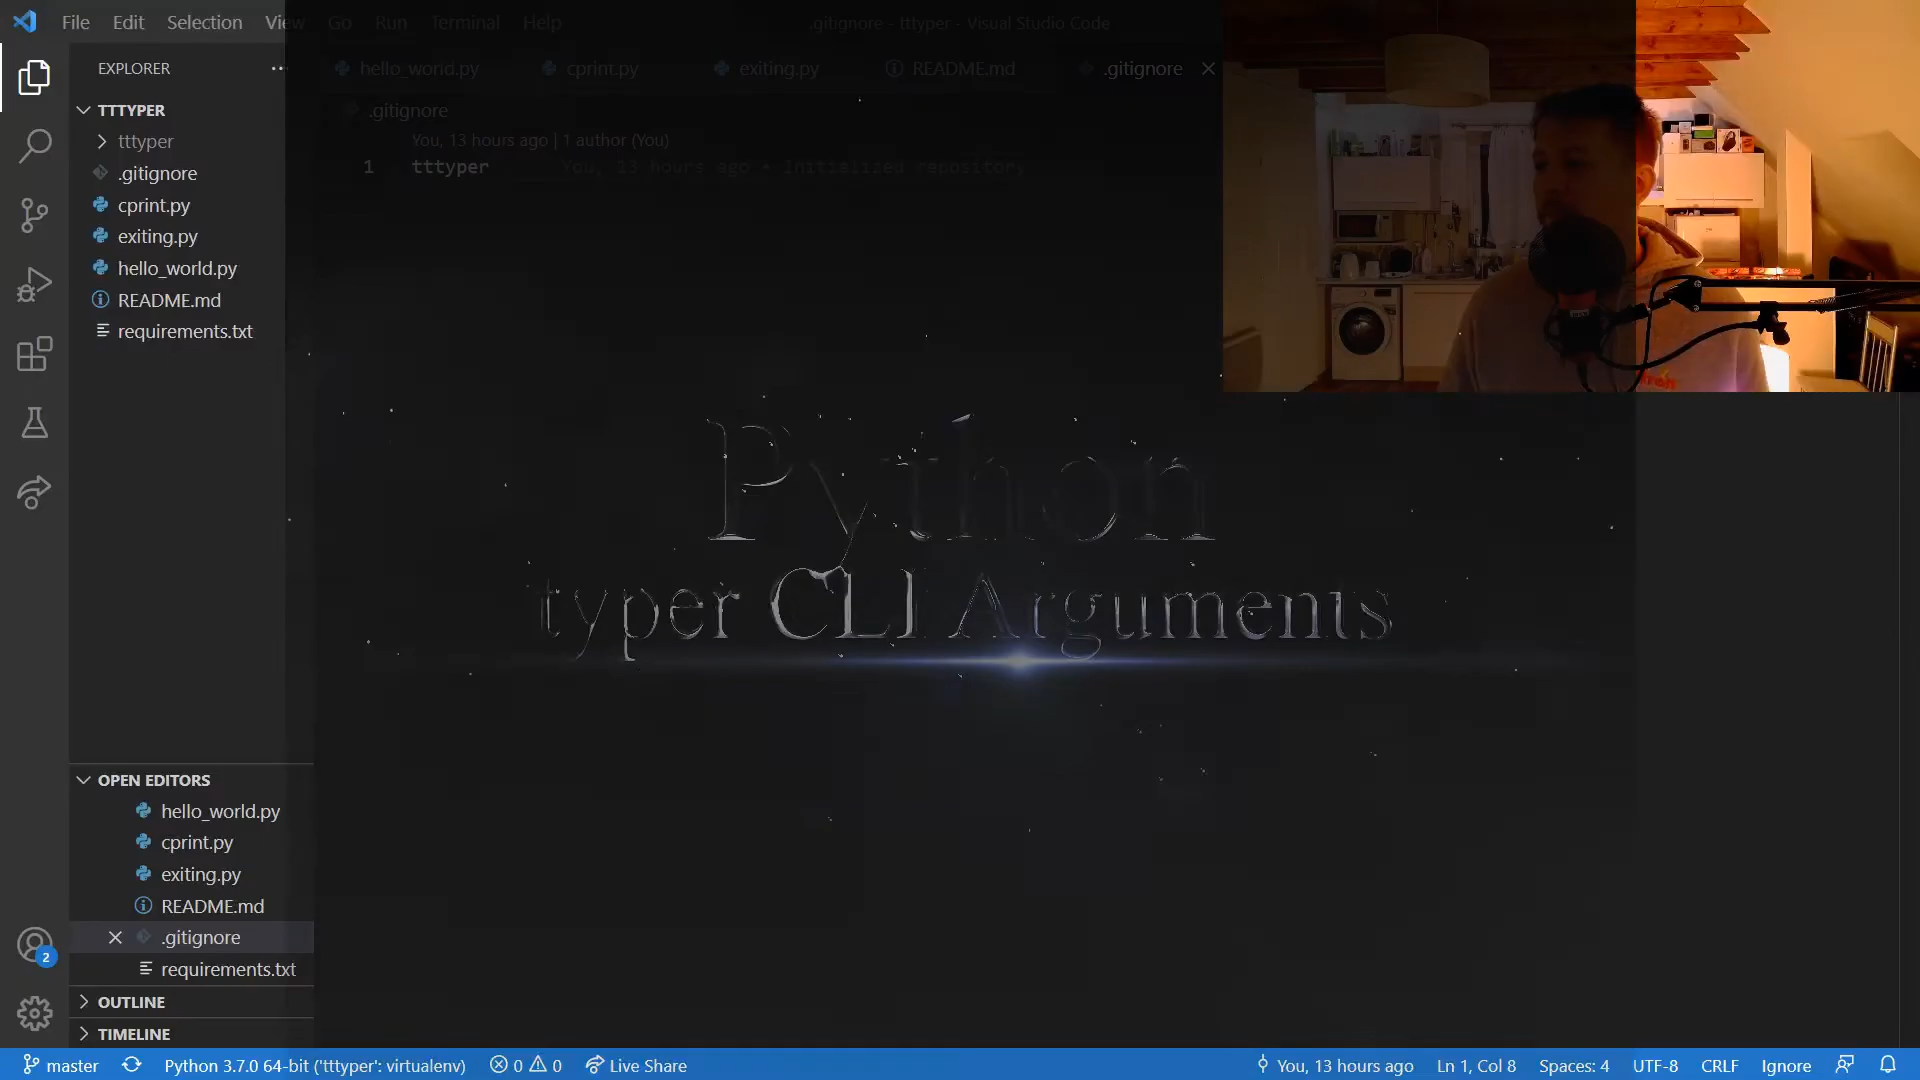 File Edit Selection View Go Run Terminal Help
.gitignore - tttyper - Visual Studio Code
EXPLORER
hello_world.py cprint.py exiting.py README.md .gitignore
TTTYPER
tttyper
.gitignore
cprint.py
exiting.py
hello_world.py
README.md
requirements.txt
.gitignore
You, 13 hours ago | 1 author (You)
1 tttyper You, 13 hours ago • Initialized repository
Python
typer CLI Arguments
OPEN EDITORS
hello_world.py
cprint.py
exiting.py
README.md
.gitignore
requirements.txt
OUTLINE
TIMELINE
2
master Python 3.7.0 64-bit ('tttyper': virtualenv) 0 0 Live Share You, 13 hours ago Ln 1, Col 8 Spaces: 4 UTF-8 CRLF Ignore